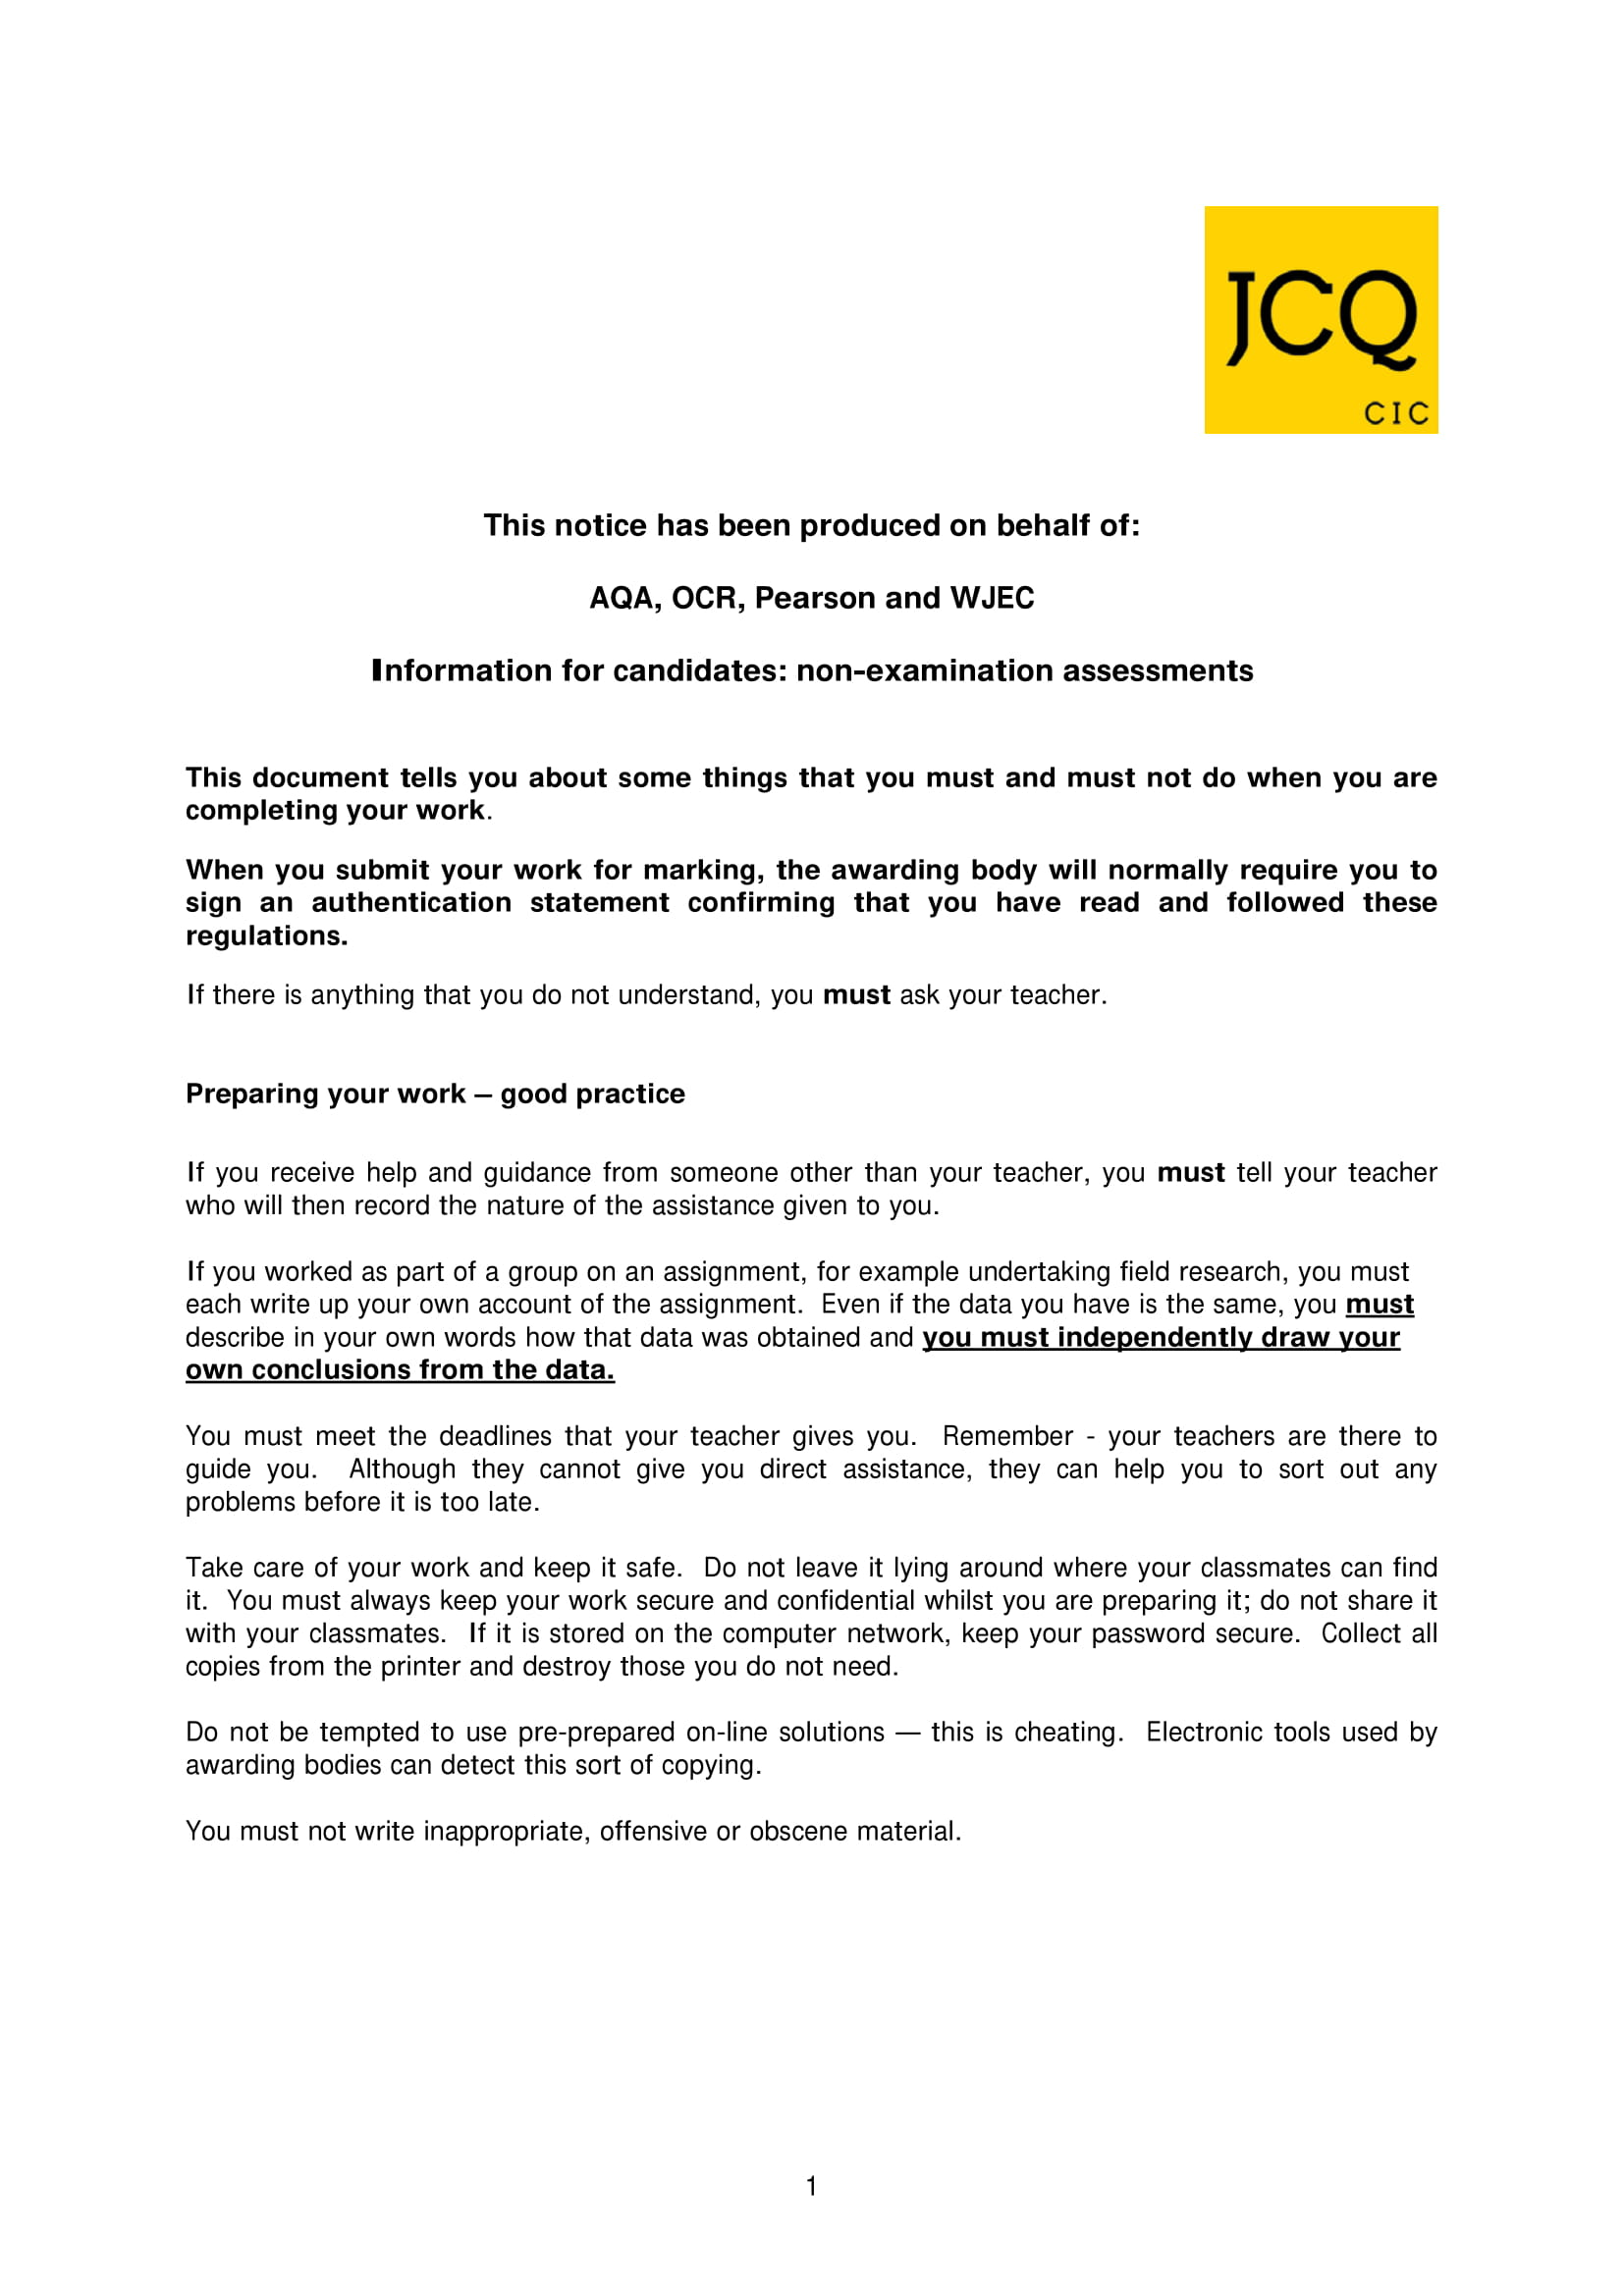 JCQ
CIC
This notice has been produced on behalf of:
AQA, OCR, Pearson and WJEC
Information for candidates: non-examination assessments
This document tells you about some things that you must and must not do when you are
completing your work.
When you submit your work for marking, the awarding body will normally require you to
sign an authentication statement confirming that you have read and followed these
regulations.
If there is anything that you do not understand, you must ask your teacher.
Preparing your work – good practice
If you receive help and guidance from someone other than your teacher, you must tell your teacher
who will then record the nature of the assistance given to you.
If you worked as part of a group on an assignment, for example undertaking field research, you must
each write up your own account of the assignment.  Even if the data you have is the same, you must
describe in your own words how that data was obtained and you must independently draw your
own conclusions from the data.
You must meet the deadlines that your teacher gives you.  Remember - your teachers are there to
guide you.  Although they cannot give you direct assistance, they can help you to sort out any
problems before it is too late.
Take care of your work and keep it safe.  Do not leave it lying around where your classmates can find
it.  You must always keep your work secure and confidential whilst you are preparing it; do not share it
with your classmates.  If it is stored on the computer network, keep your password secure.  Collect all
copies from the printer and destroy those you do not need.
Do not be tempted to use pre-prepared on-line solutions — this is cheating.  Electronic tools used by
awarding bodies can detect this sort of copying.
You must not write inappropriate, offensive or obscene material.
1